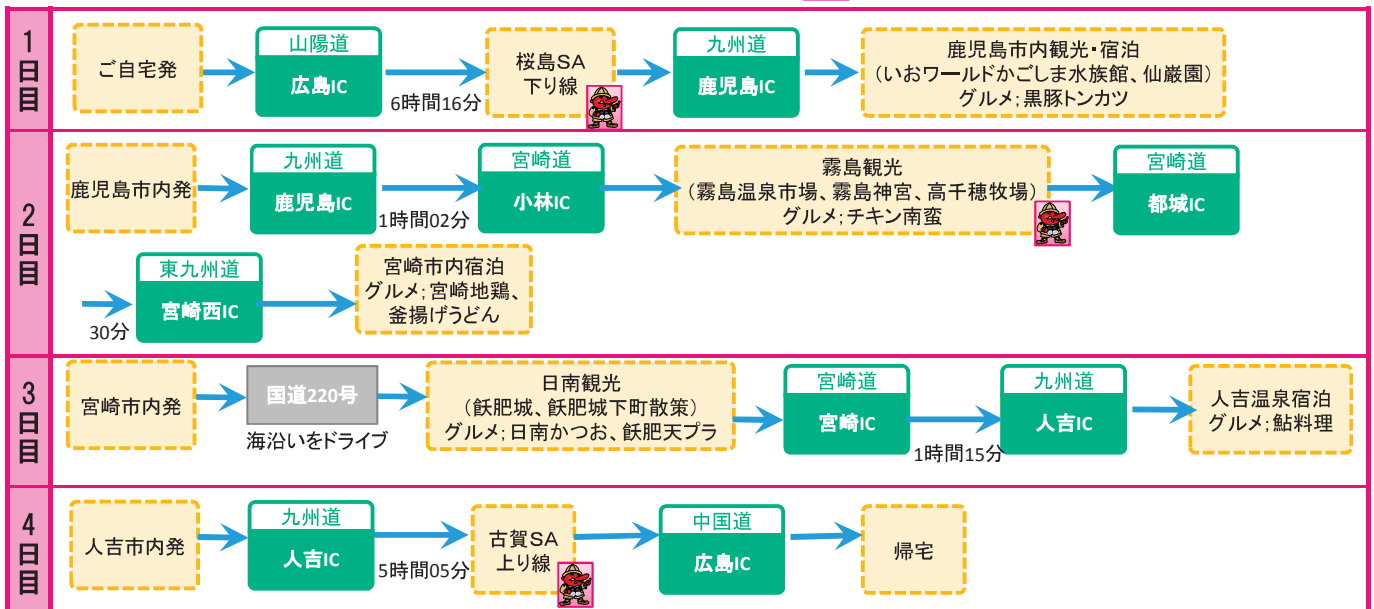 1日目
ご自宅発
山陽道
広島IC
6時間16分
桜島SA
下り線
九州道
鹿児島IC
鹿児島市内観光・宿泊
（いおワールドかごしま水族館、仙巌園）
グルメ;黒豚トンカツ
2日目
鹿児島市内発
九州道
鹿児島IC
1時間02分
宮崎道
小林IC
霧島観光
（霧島温泉市場、霧島神宮、高千穂牧場）
グルメ;チキン南蛮
宮崎道
都城IC
30分
東九州道
宮崎西IC
宮崎市内宿泊
グルメ;宮崎地鶏、
釜揚げうどん
3日目
宮崎市内発
国道220号
海沿いをドライブ
日南観光
（飫肥城、飫肥城下町散策）
グルメ;日南かつお、飫肥天プラ
宮崎道
宮崎IC
1時間15分
九州道
人吉IC
人吉温泉宿泊
グルメ;鮎料理
4日目
人吉市内発
九州道
人吉IC
5時間05分
古賀SA
上り線
中国道
広島IC
帰宅